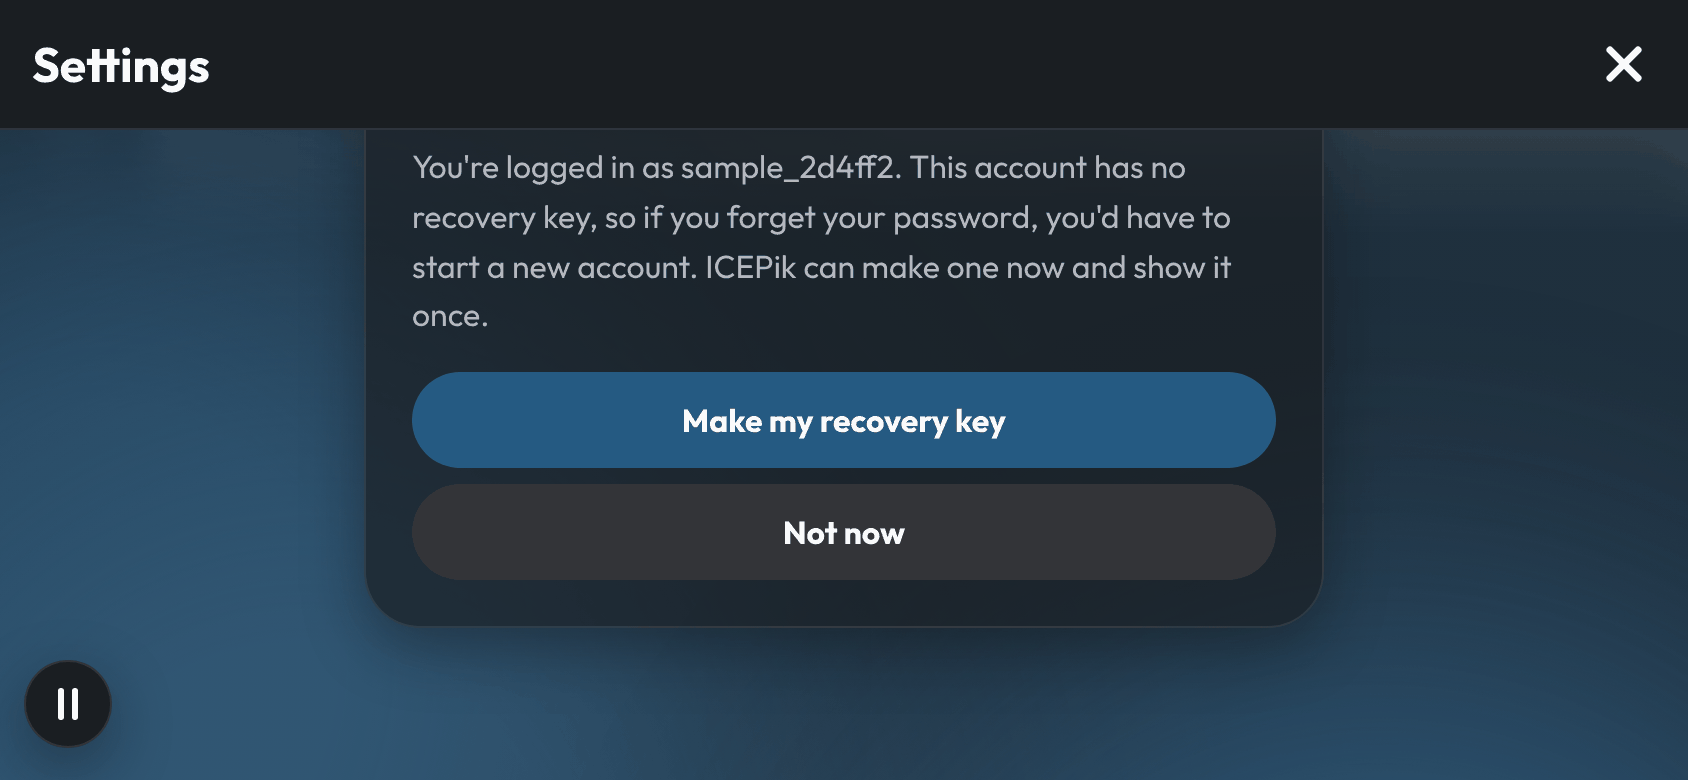 Settings
You're logged in as sample_2d4ff2. This account has no
recovery key, so if you forget your password, you'd have to
start a new account. ICEPik can make one now and show it
once.
Make my recovery key
Not now